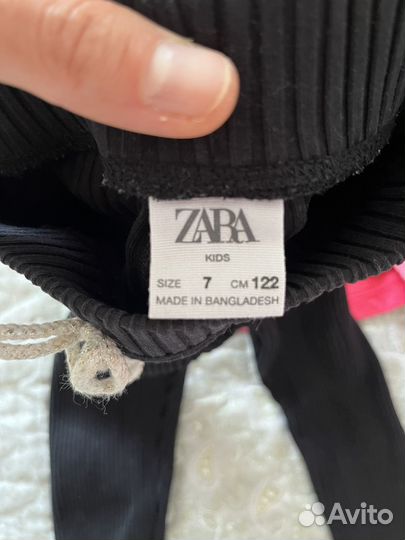 ZARA
KIDS
SIZE 7 CM 122
MADE IN BANGLADESH
Avito